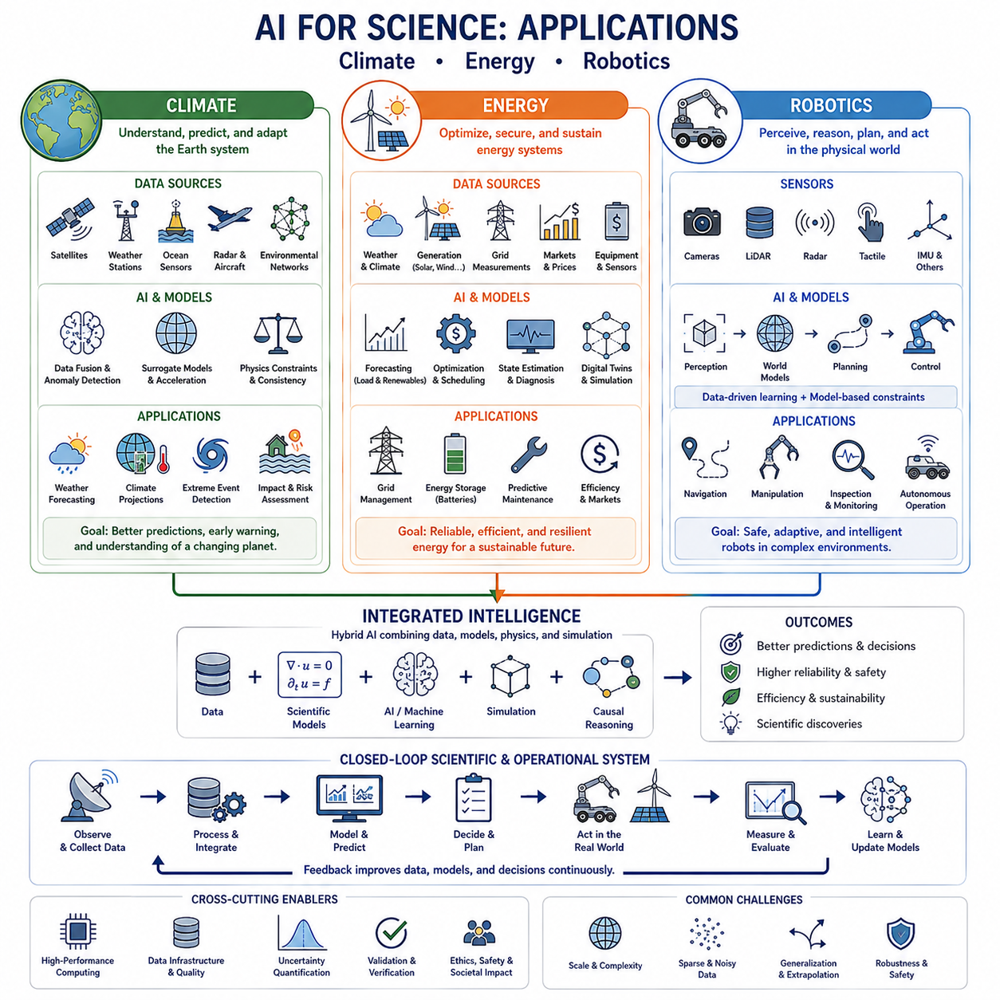 AI FOR SCIENCE: APPLICATIONS
Climate • Energy • Robotics
CLIMATE
Understand, predict, and adapt
the Earth system
DATA SOURCES
Satellites
Weather
Stations
Ocean
Sensors
Radar &
Aircraft
Environmental
Networks
AI & MODELS
Data Fusion &
Anomaly Detection
Surrogate Models
& Acceleration
Physics Constraints
& Consistency
APPLICATIONS
Weather
Forecasting
Climate
Projections
Extreme Event
Detection
Impact & Risk
Assessment
Goal: Better predictions, early warning,
and understanding of a changing planet.
ENERGY
Optimize, secure, and sustain
energy systems
DATA SOURCES
Weather
& Climate
Generation
(Solar, Wind...)
Grid
Measurements
$
Markets
& Prices
$
Equipment
& Sensors
AI & MODELS
Forecasting
(Load & Renewables)
$
Optimization
& Scheduling
State Estimation
& Diagnosis
Digital Twins
& Simulation
APPLICATIONS
Grid
Management
Energy Storage
(Batteries)
Predictive
Maintenance
$
Efficiency
& Markets
Goal: Reliable, efficient, and resilient
energy for a sustainable future.
ROBOTICS
Perceive, reason, plan, and act
in the physical world
SENSORS
Cameras
LiDAR
Radar
Tactile
IMU &
Others
AI & MODELS
Perception
World
Models
Planning
Control
Data-driven learning + Model-based constraints
APPLICATIONS
Navigation
Manipulation
Inspection
& Monitoring
Autonomous
Operation
Goal: Safe, adaptive, and intelligent
robots in complex environments.
INTEGRATED INTELLIGENCE
Hybrid AI combining data, models, physics, and simulation
Data
+
∇·u = 0
∂ₜu = f
Scientific
Models
+
AI / Machine
Learning
+
Simulation
+
Causal
Reasoning
OUTCOMES
Better predictions & decisions
Higher reliability & safety
Efficiency & sustainability
Scientific discoveries
CLOSED-LOOP SCIENTIFIC & OPERATIONAL SYSTEM
Observe
& Collect Data
Process &
Integrate
Model &
Predict
Decide &
Plan
Act in the
Real World
Measure &
Evaluate
Learn &
Update Models
Feedback improves data, models, and decisions continuously.
CROSS-CUTTING ENABLERS
High-Performance
Computing
Data Infrastructure
& Quality
Uncertainty
Quantification
Validation &
Verification
Ethics, Safety &
Societal Impact
COMMON CHALLENGES
Scale & Complexity
Sparse & Noisy
Data
Generalization
& Extrapolation
Robustness &
Safety